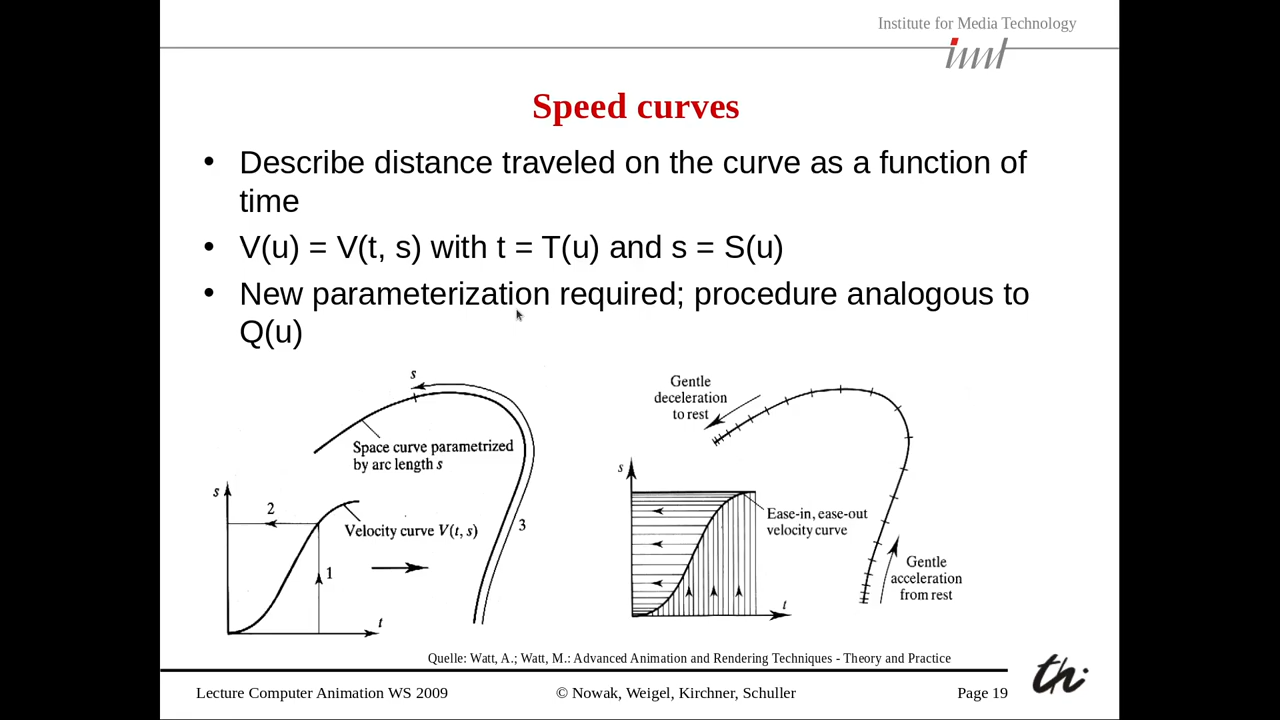 Institute for Media Technology
iml
Speed curves
• Describe distance traveled on the curve as a function of
time
• V(u) = V(t, s) with t = T(u) and s = S(u)
• New parameterization required; procedure analogous to
Q(u)
s
Space curve parametrized
by arc length s
s
2
Velocity curve V(t, s)
3
1
t
Gentle
deceleration
to rest
s
Ease-in, ease-out
velocity curve
Gentle
acceleration
from rest
t
Quelle: Watt, A.; Watt, M.: Advanced Animation and Rendering Techniques - Theory and Practice
th
Lecture Computer Animation WS 2009
© Nowak, Weigel, Kirchner, Schuller
Page 19